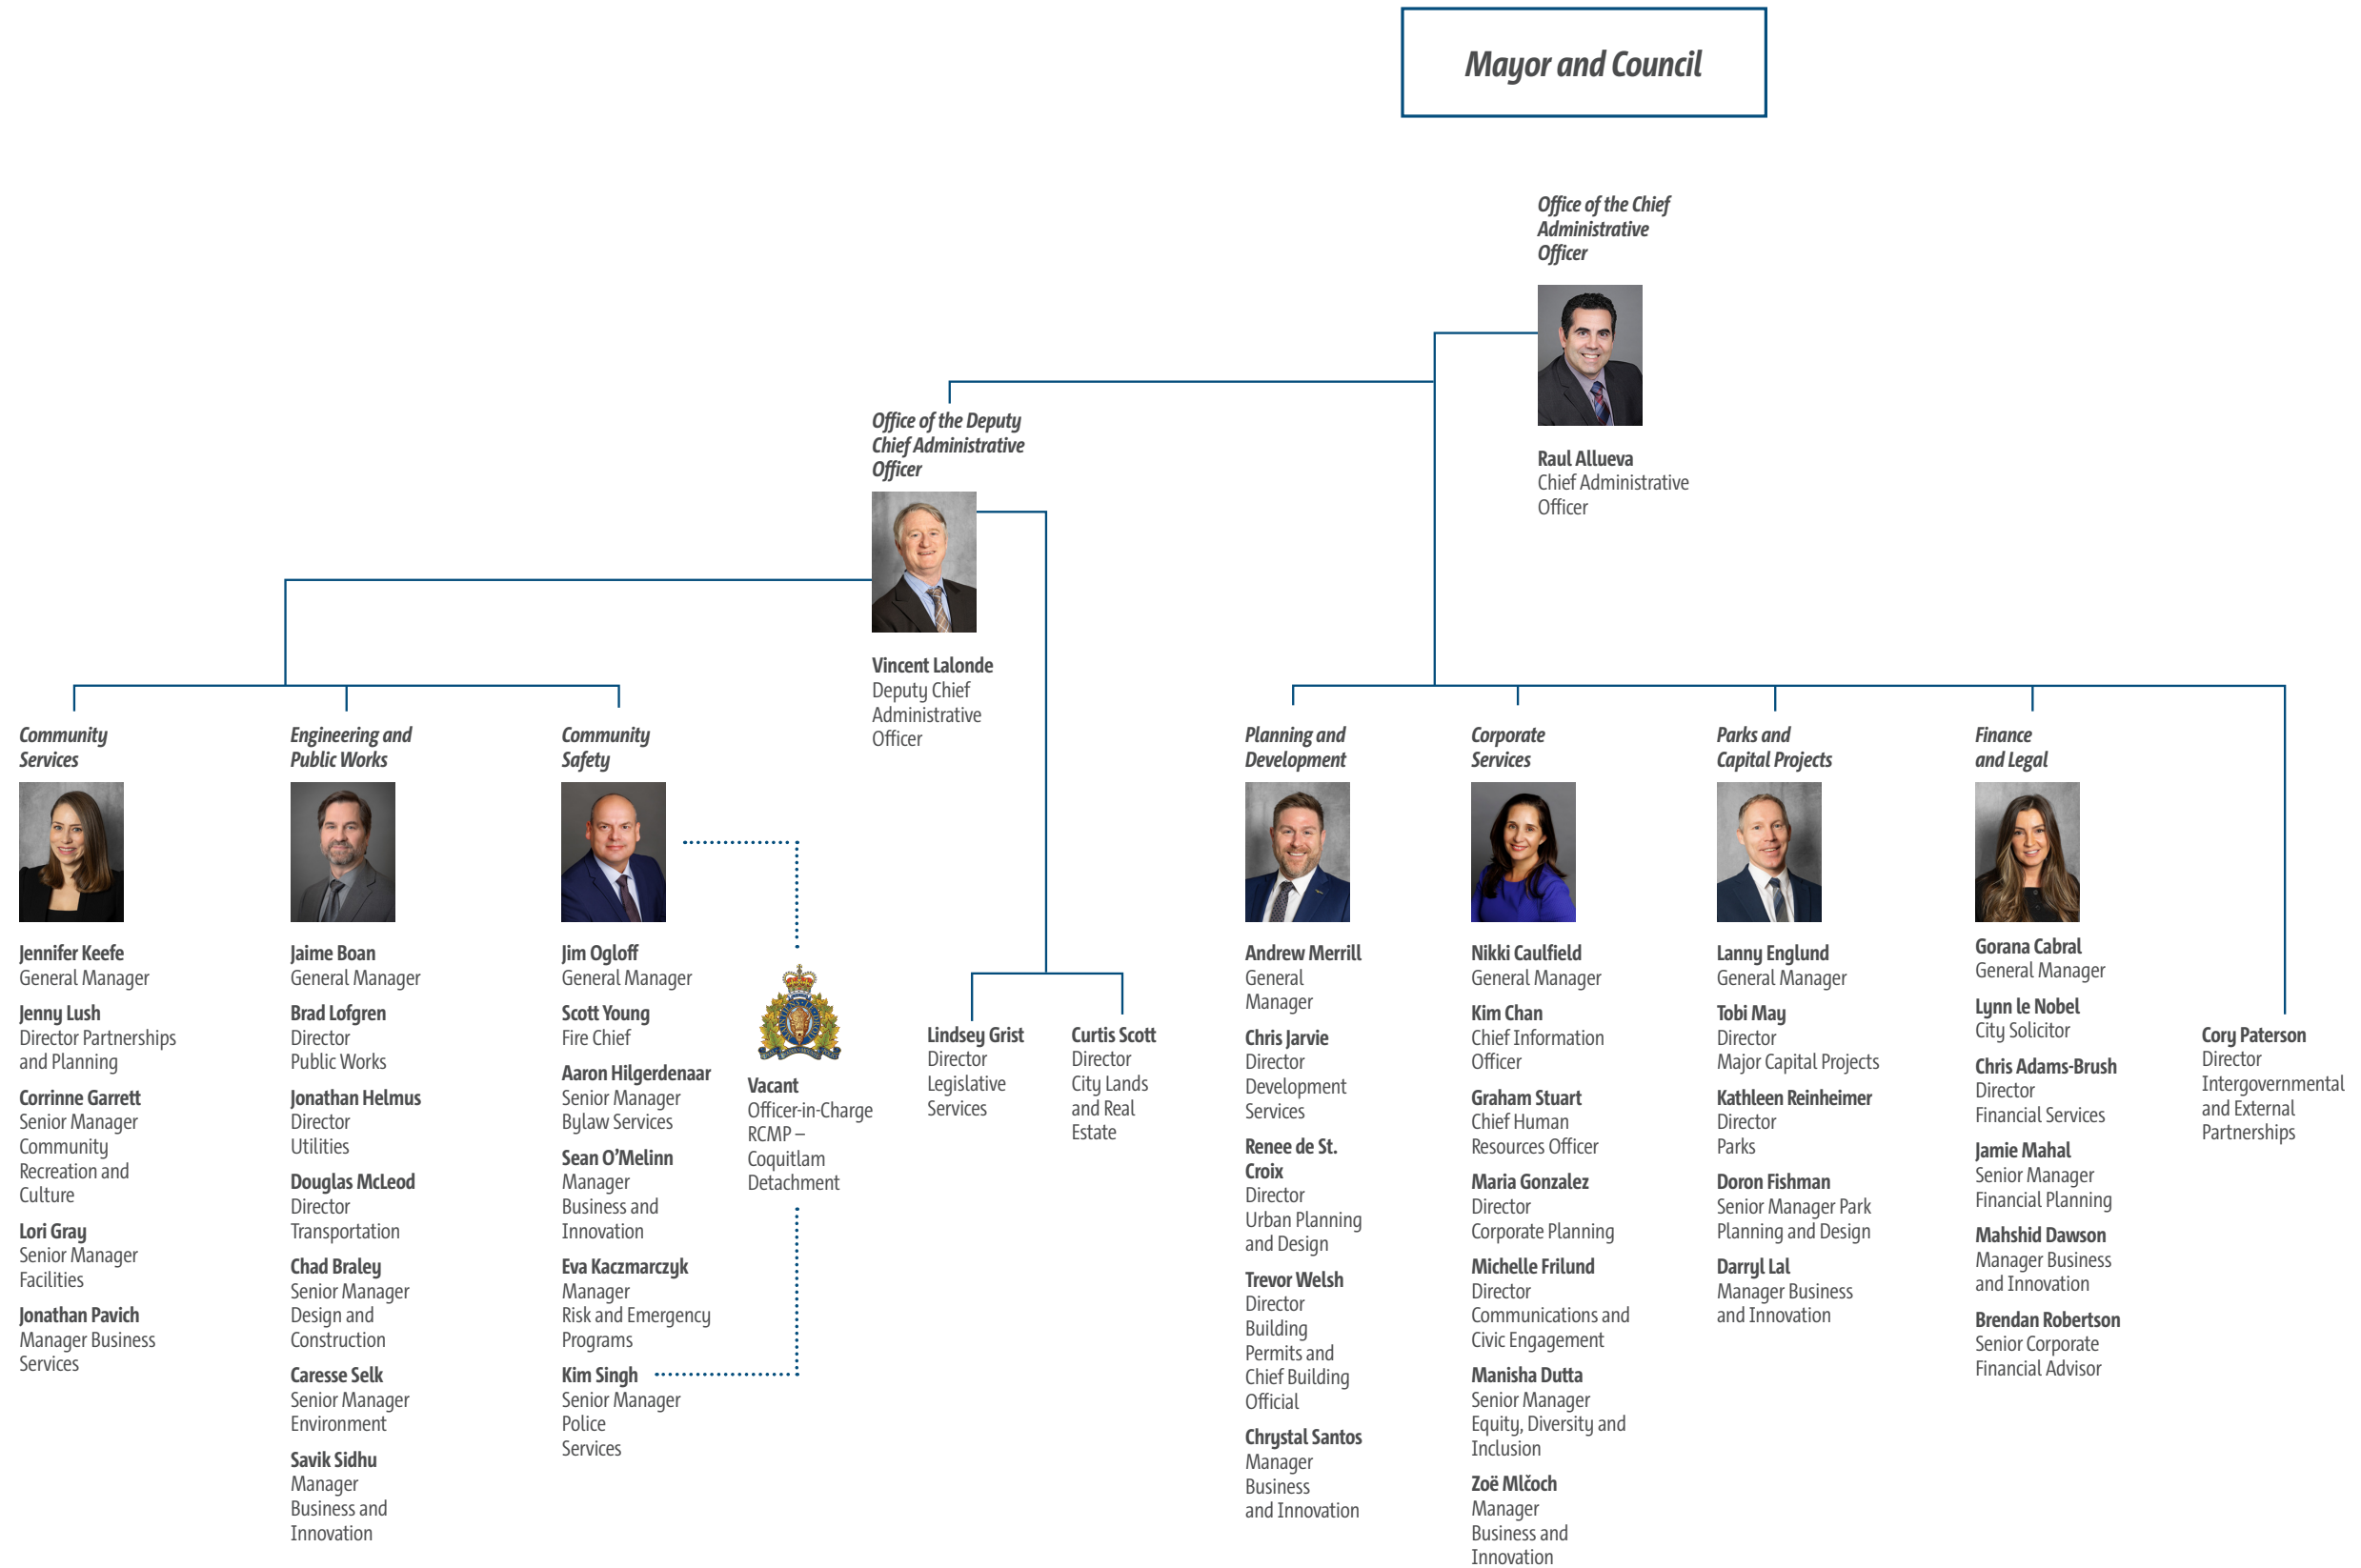 Mayor and Council
Office of the Chief
Administrative
Officer
Raul Allueva
Chief Administrative
Officer
Office of the Deputy
Chief Administrative
Officer
Vincent Lalonde
Deputy Chief
Administrative
Officer
Community
Services
Jennifer Keefe
General Manager
Jenny Lush
Director Partnerships
and Planning
Corrinne Garrett
Senior Manager
Community
Recreation and
Culture
Lori Gray
Senior Manager
Facilities
Jonathan Pavich
Manager Business
Services
Engineering and
Public Works
Jaime Boan
General Manager
Brad Lofgren
Director
Public Works
Jonathan Helmus
Director
Utilities
Douglas McLeod
Director
Transportation
Chad Braley
Senior Manager
Design and
Construction
Caresse Selk
Senior Manager
Environment
Savik Sidhu
Manager
Business and
Innovation
Community
Safety
Jim Ogloff
General Manager
Scott Young
Fire Chief
Aaron Hilgerdenaar
Senior Manager
Bylaw Services
Sean O’Melinn
Manager
Business and
Innovation
Eva Kaczmarczyk
Manager
Risk and Emergency
Programs
Kim Singh
Senior Manager
Police
Services
Vacant
Officer-in-Charge
RCMP –
Coquitlam
Detachment
Lindsey Grist
Director
Legislative
Services
Curtis Scott
Director
City Lands
and Real
Estate
Planning and
Development
Andrew Merrill
General
Manager
Chris Jarvie
Director
Development
Services
Renee de St.
Croix
Director
Urban Planning
and Design
Trevor Welsh
Director
Building
Permits and
Chief Building
Official
Chrystal Santos
Manager
Business
and Innovation
Corporate
Services
Nikki Caulfield
General Manager
Kim Chan
Chief Information
Officer
Graham Stuart
Chief Human
Resources Officer
Maria Gonzalez
Director
Corporate Planning
Michelle Frilund
Director
Communications and
Civic Engagement
Manisha Dutta
Senior Manager
Equity, Diversity and
Inclusion
Zoë Mlčoch
Manager
Business and
Innovation
Parks and
Capital Projects
Lanny Englund
General Manager
Tobi May
Director
Major Capital Projects
Kathleen Reinheimer
Director
Parks
Doron Fishman
Senior Manager Park
Planning and Design
Darryl Lal
Manager Business
and Innovation
Finance
and Legal
Gorana Cabral
General Manager
Lynn le Nobel
City Solicitor
Chris Adams-Brush
Director
Financial Services
Jamie Mahal
Senior Manager
Financial Planning
Mahshid Dawson
Manager Business
and Innovation
Brendan Robertson
Senior Corporate
Financial Advisor
Cory Paterson
Director
Intergovernmental
and External
Partnerships